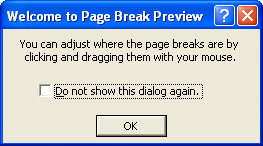 Welcome to Page Break Preview
You can adjust where the page breaks are by
clicking and dragging them with your mouse.
Do not show this dialog again.
OK